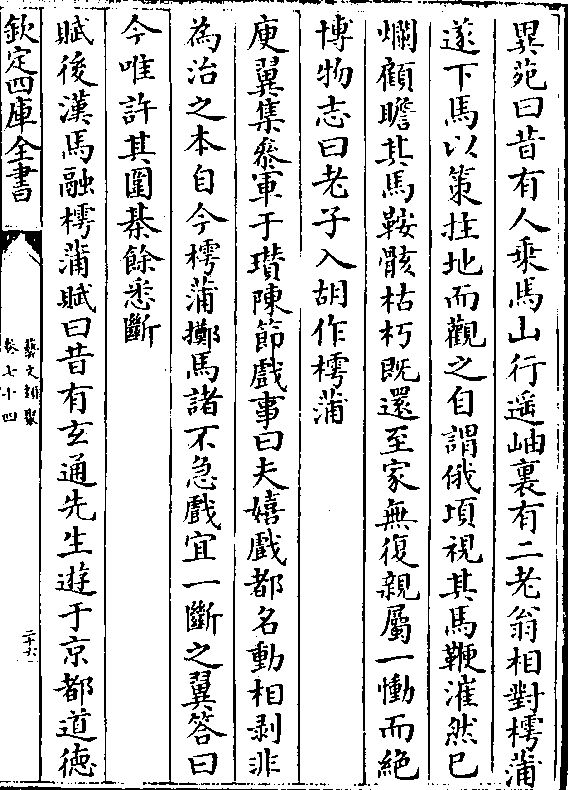 異苑曰昔有人乘馬山行遥岫裏有二老翁相對樗蒲
遂下馬以策拄地而觀之自謂俄頃視其馬鞭漼然已
爛顧瞻其馬鞍骸枯朽既還至家無復親屬一慟而絶
博物志曰老子入胡作樗蒲
庾翼集叅軍于瓚陳節戲事曰夫嬉戲都名動相剥非
為治之本自今樗蒲擲馬諸不急戲宜一斷之翼答曰
今唯許其圍棊餘悉斷
賦後漢馬融樗蒲賦曰昔有玄通先生遊于京都道徳
欽定四庫全書
藝文類聚
卷七十四
二十六